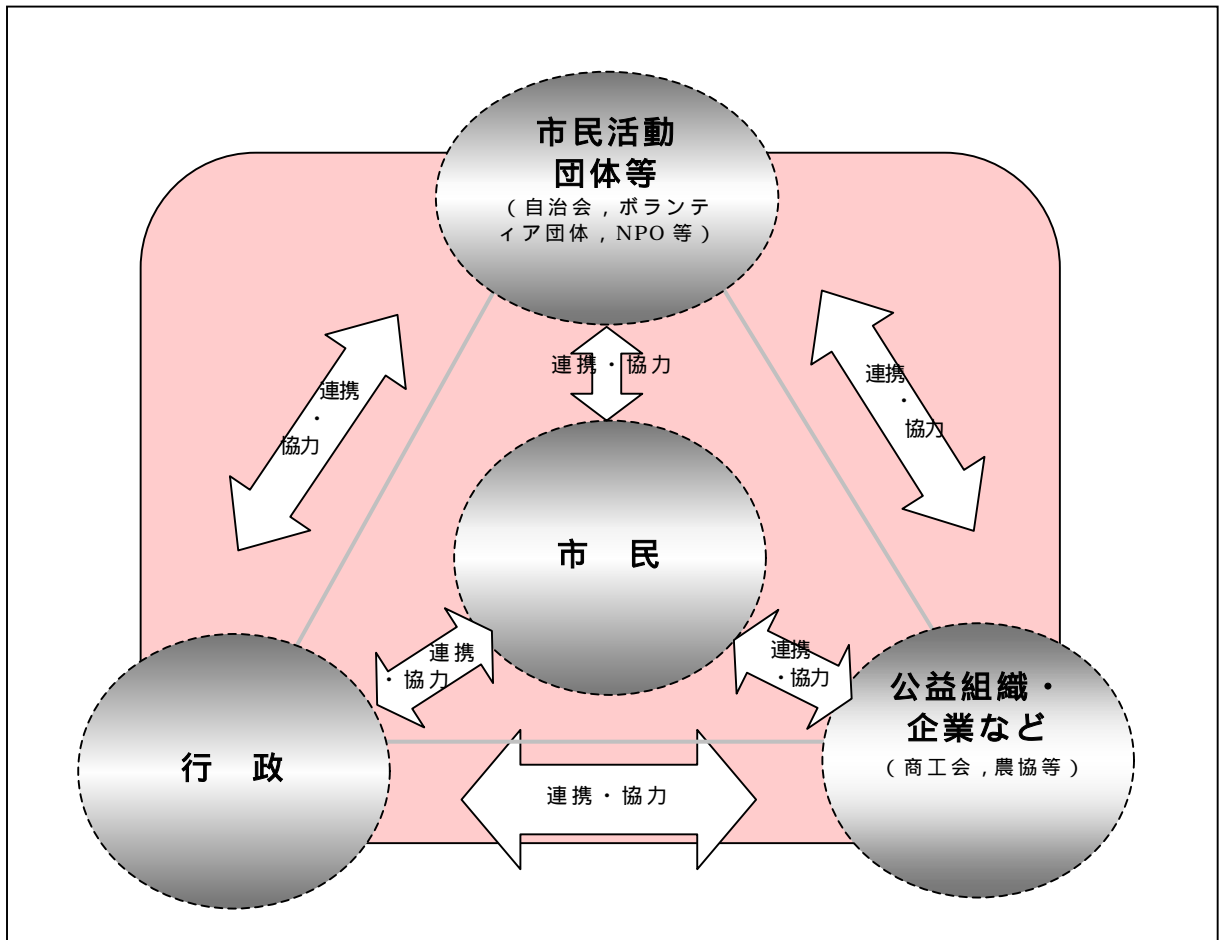 市民活動
団体等
（自治会，ボランテ
ィア団体，NPO 等）
連携・協力
連携
・
協力
連携
・
協力
市　民
連携
・協力
連携
・協力
行　政
公益組織・
企業など
（商工会，農協等）
連携・協力